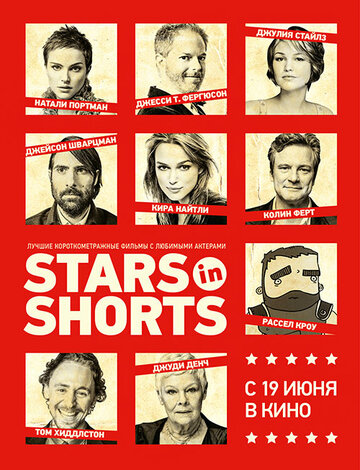 НАТАЛИ ПОРТМАН
ДЖЕССИ Т. ФЕРГЮСОН
ДЖУЛИЯ СТАЙЛЗ
ДЖЕЙСОН ШВАРЦМАН
КИРА НАЙТЛИ
КОЛИН ФЕРТ
ЛУЧШИЕ КОРОТКОМЕТРАЖНЫЕ ФИЛЬМЫ С ЛЮБИМЫМИ АКТЕРАМИ
STARS in
SHORTS
РАССЕЛ КРОУ
ТОМ ХИДДЛСТОН
ДЖУДИ ДЕНЧ
С 19 ИЮНЯ
В КИНО